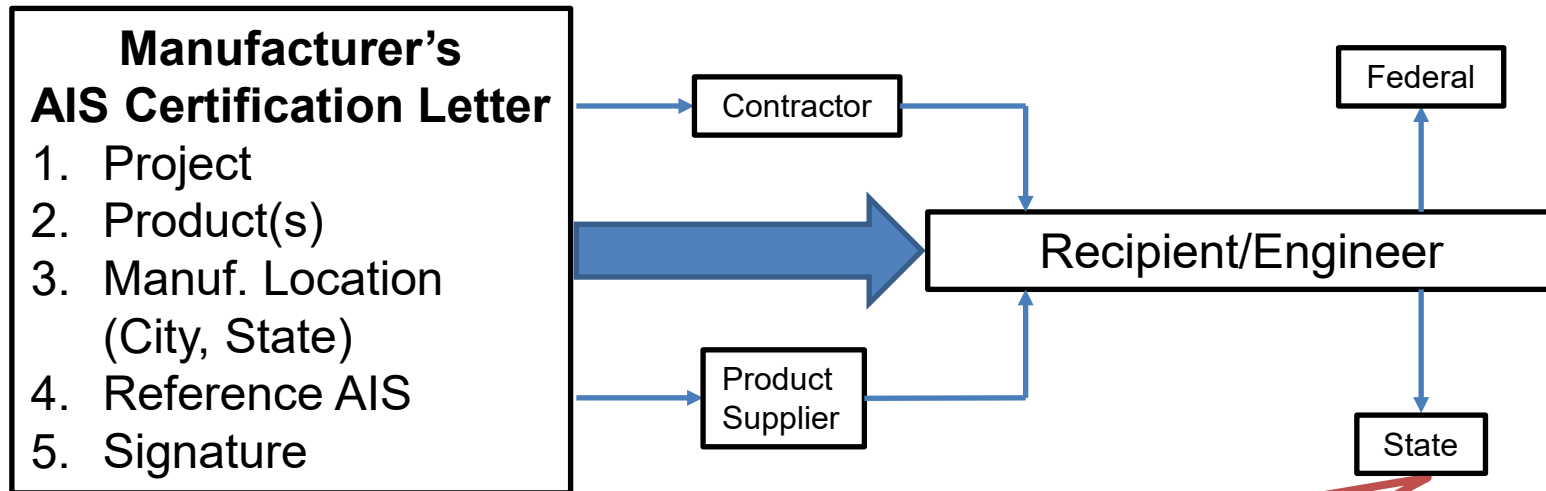 Manufacturer’s
AIS Certification Letter
1. Project
2. Product(s)
3. Manuf. Location
(City, State)
4. Reference AIS
5. Signature
Contractor
Product
Supplier
Recipient/Engineer
Federal
State